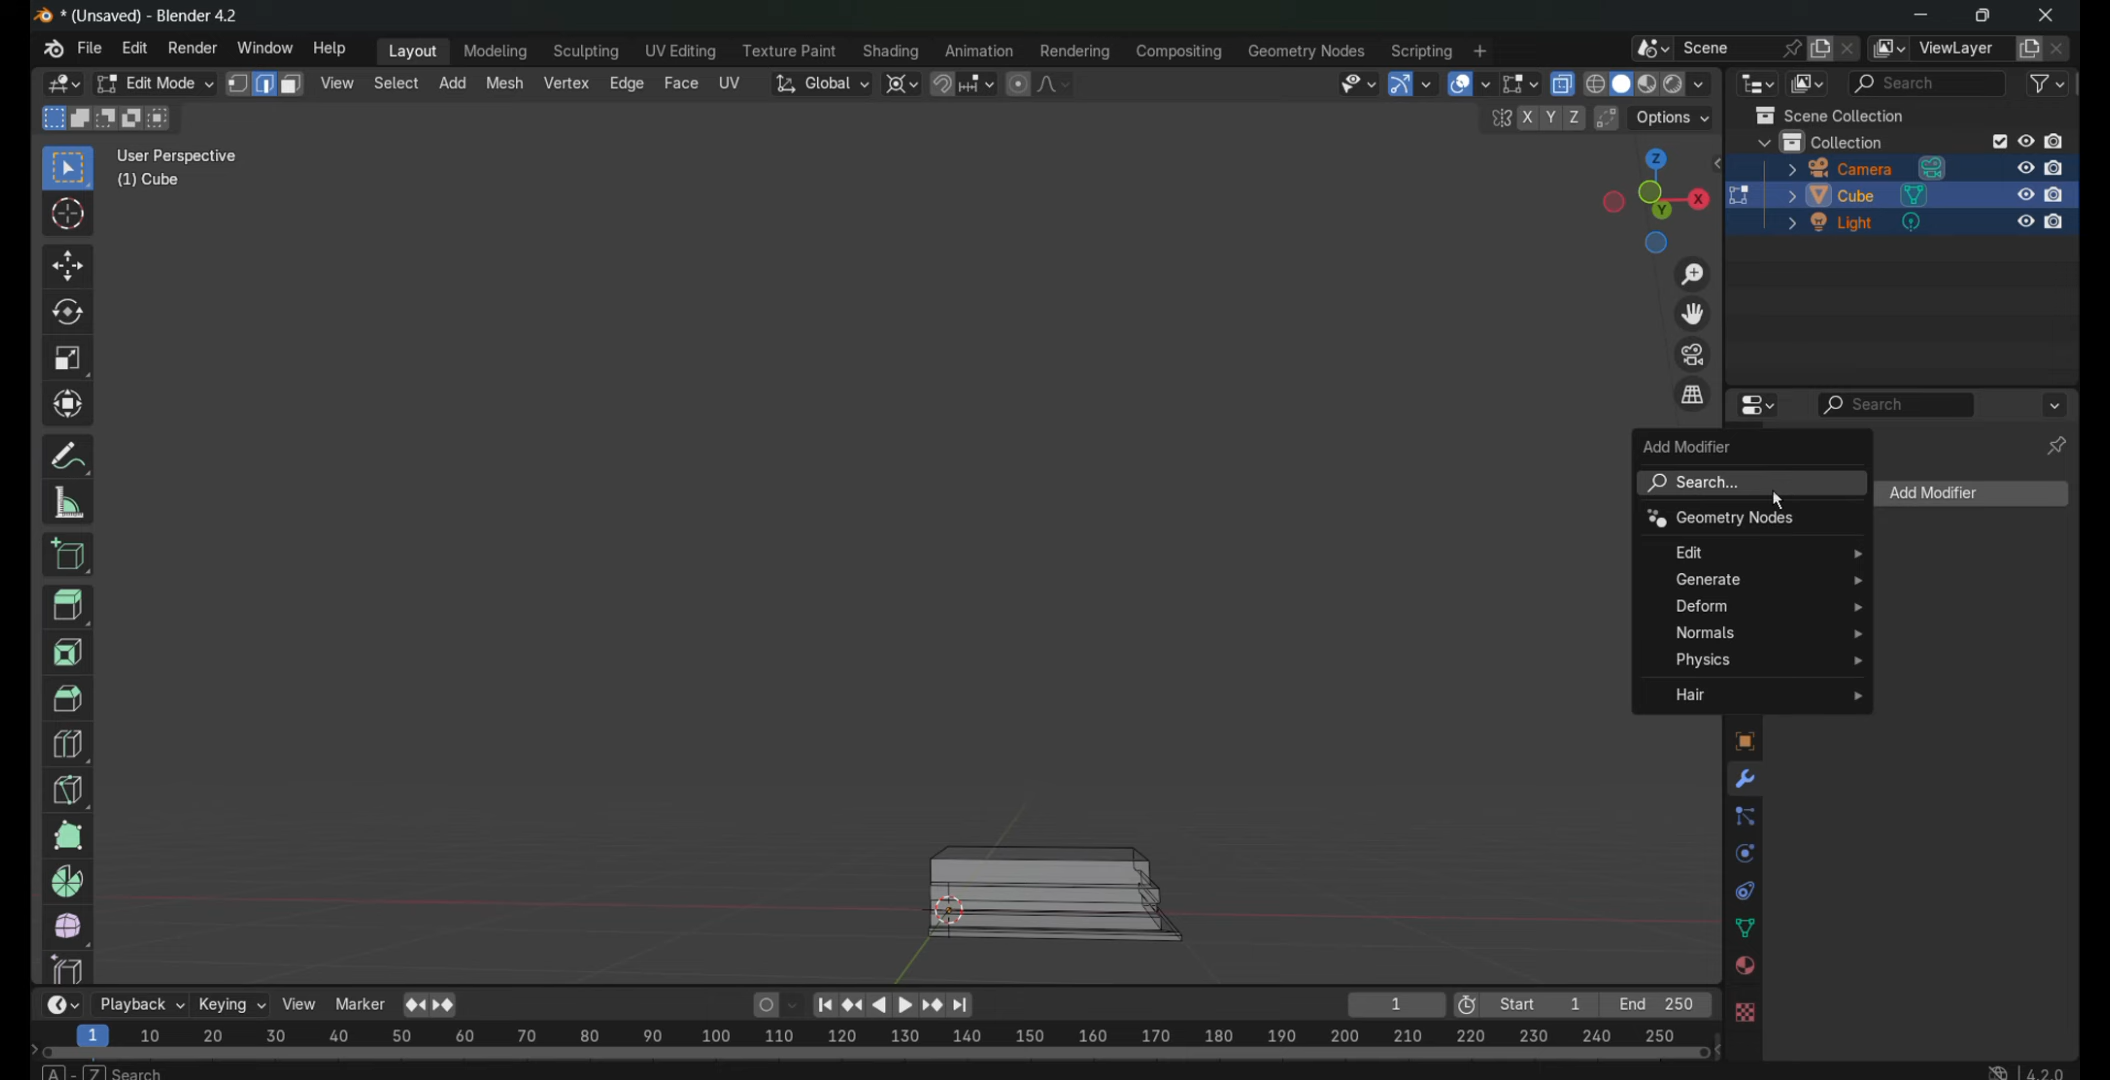 * (Unsaved) - Blender 4.2
File Edit Render Window Help Layout Modeling Sculpting UV Editing Texture Paint Shading Animation Rendering Compositing Geometry Nodes Scripting + Scene ViewLayer
Edit Mode View Select Add Mesh Vertex Edge Face UV Global Search
X Y Z Options
Scene Collection
Collection
Camera
Cube
Light
User Perspective
(1) Cube
Z
X
Y
Search
Add Modifier
Search...
Add Modifier
Geometry Nodes
Edit
Generate
Deform
Normals
Physics
Hair
Playback Keying View Marker 1 Start 1 End 250
1 10 20 30 40 50 60 70 80 90 100 110 120 130 140 150 160 170 180 190 200 210 220 230 240 250
A - Z Search 4.2.0